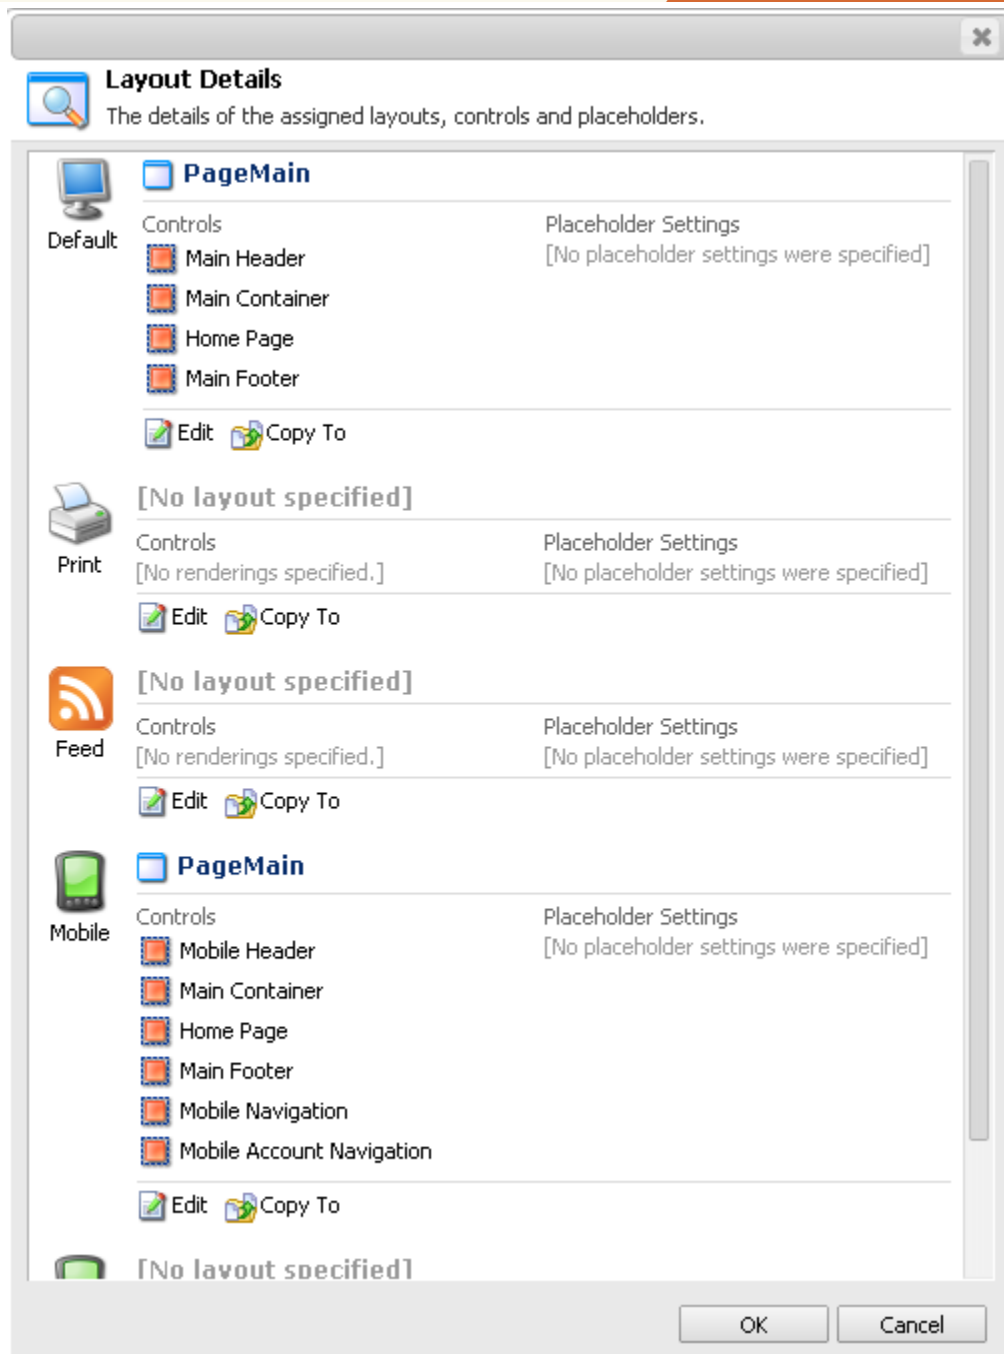 Layout Details
The details of the assigned layouts, controls and placeholders.
Default
PageMain
Controls
Main Header
Main Container
Home Page
Main Footer
Placeholder Settings
[No placeholder settings were specified]
Edit Copy To
Print
[No layout specified]
Controls
[No renderings specified.]
Placeholder Settings
[No placeholder settings were specified]
Edit Copy To
Feed
[No layout specified]
Controls
[No renderings specified.]
Placeholder Settings
[No placeholder settings were specified]
Edit Copy To
Mobile
PageMain
Controls
Mobile Header
Main Container
Home Page
Main Footer
Mobile Navigation
Mobile Account Navigation
Placeholder Settings
[No placeholder settings were specified]
Edit Copy To
[No layout specified]
OK Cancel